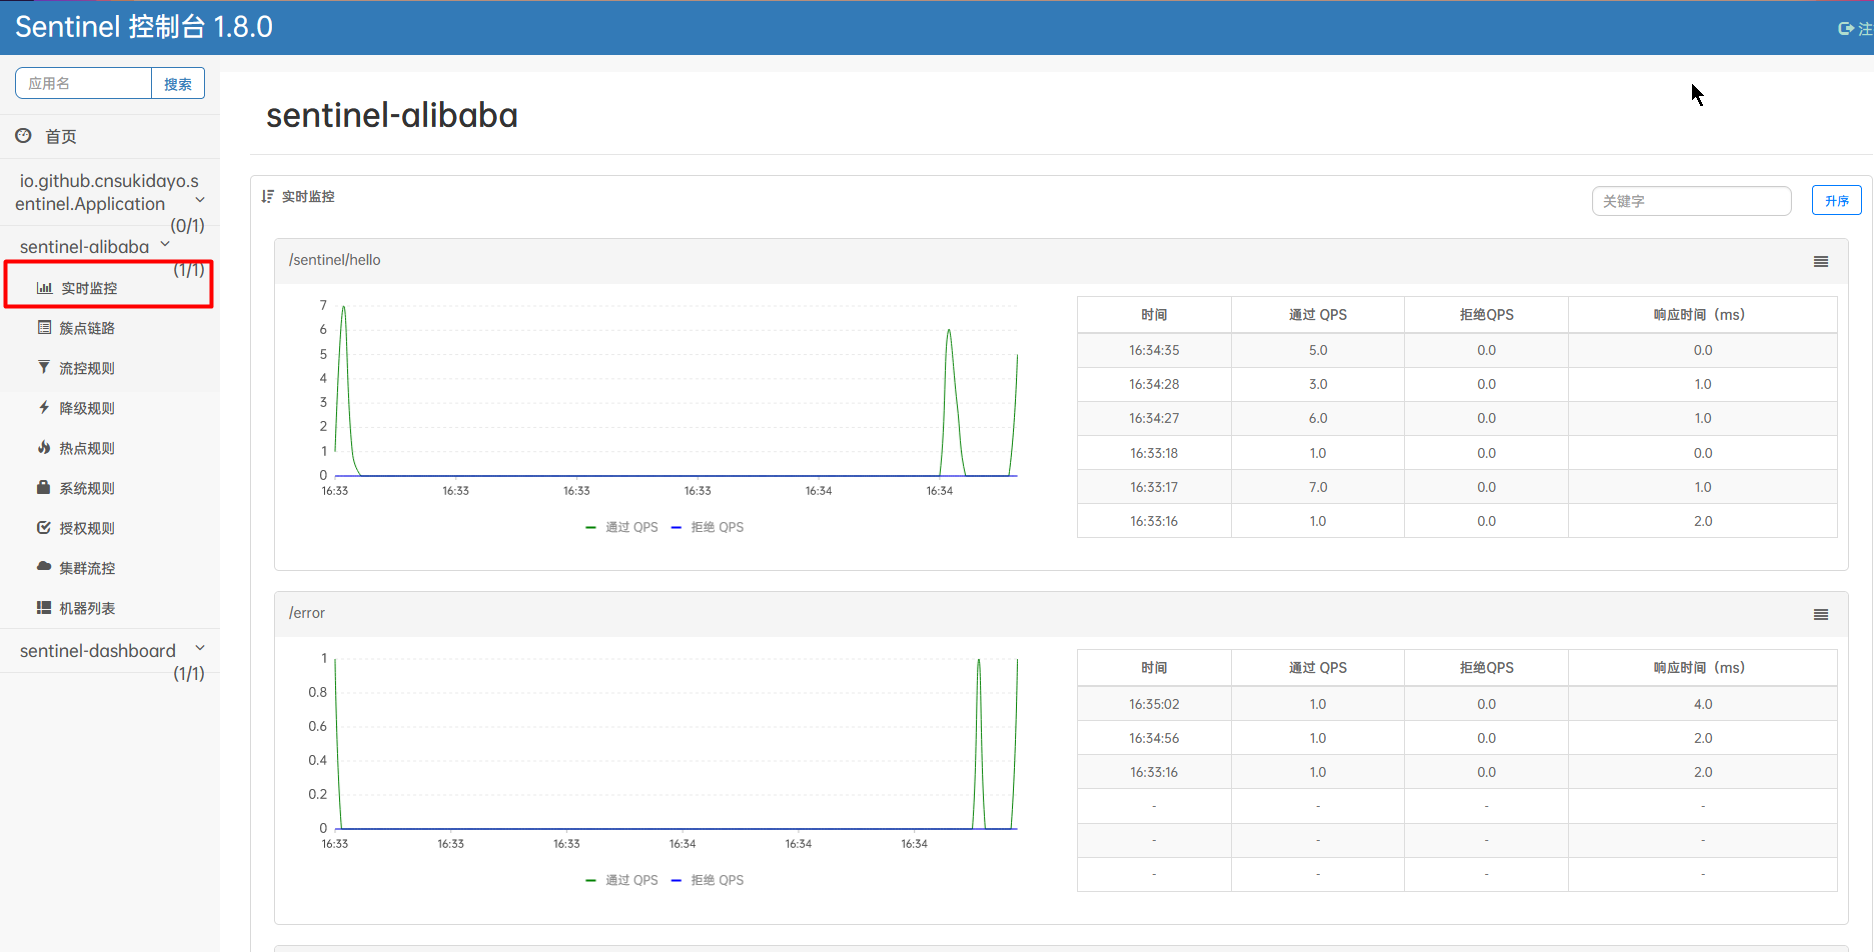 Sentinel 控制台 1.8.0
注
应用名
搜索
首页
io.github.cnsukidayo.s
entinel.Application
(0/1)
sentinel-alibaba
(1/1)
实时监控
簇点链路
流控规则
降级规则
热点规则
系统规则
授权规则
集群流控
机器列表
sentinel-dashboard
(1/1)
sentinel-alibaba
实时监控
关键字
升序
/sentinel/hello
7
6
5
4
3
2
1
0
16:33 16:33 16:33 16:33 16:34 16:34
通过 QPS 拒绝 QPS
时间 通过 QPS 拒绝QPS 响应时间（ms）
16:34:35 5.0 0.0 0.0
16:34:28 3.0 0.0 1.0
16:34:27 6.0 0.0 1.0
16:33:18 1.0 0.0 0.0
16:33:17 7.0 0.0 1.0
16:33:16 1.0 0.0 2.0
/error
1
0.8
0.6
0.4
0.2
0
16:33 16:33 16:33 16:34 16:34 16:34
通过 QPS 拒绝 QPS
时间 通过 QPS 拒绝QPS 响应时间（ms）
16:35:02 1.0 0.0 4.0
16:34:56 1.0 0.0 2.0
16:33:16 1.0 0.0 2.0
- - - -
- - - -
- - - -